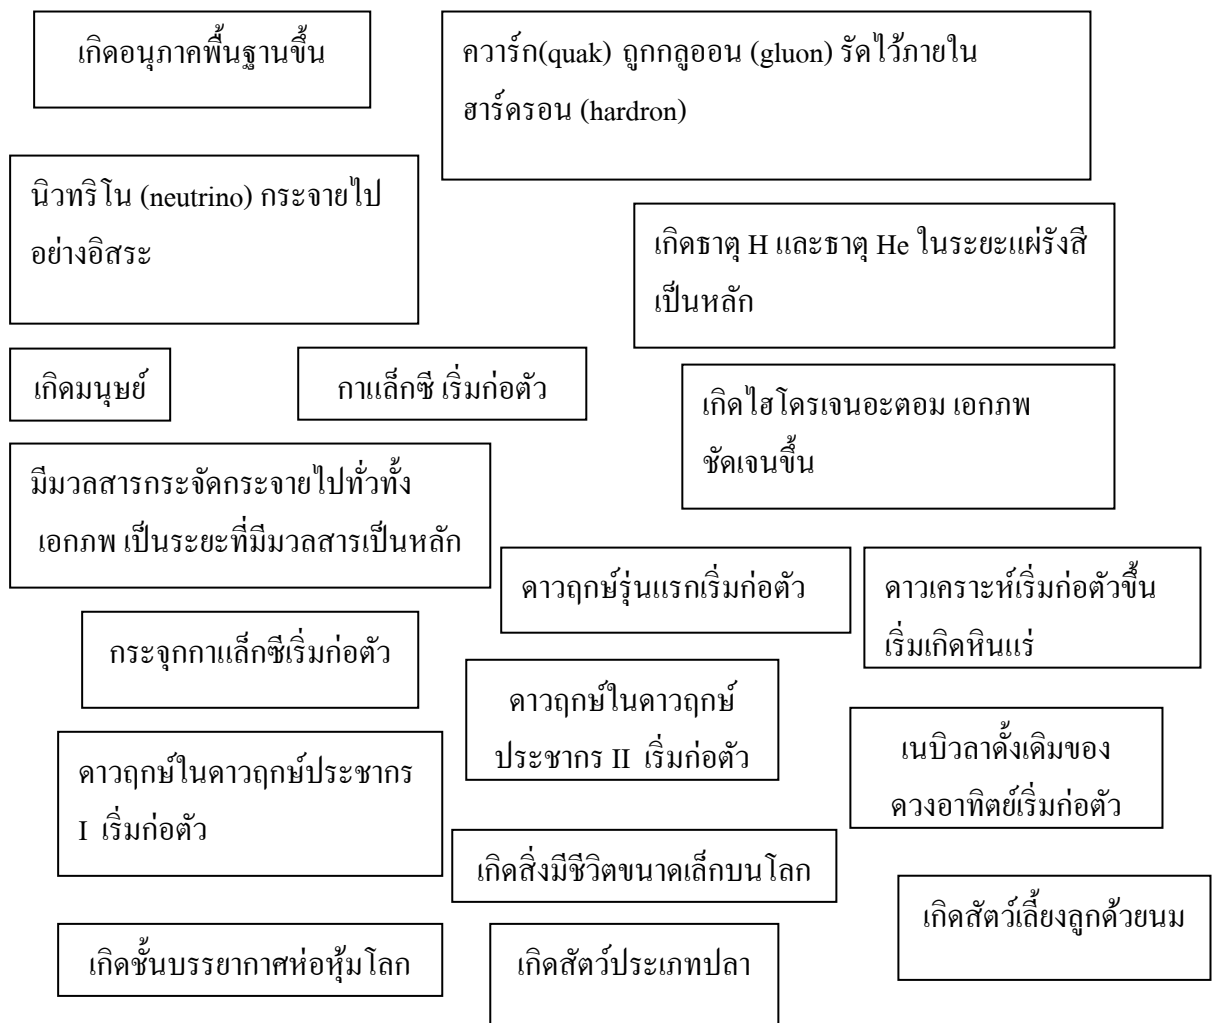 เกิดอนุภาคพื้นฐานขึ้น
ควาร์ก(quak) ถูกกลูออน (gluon) รัดไว้ภายใน
ฮาร์ดรอน (hardron)
นิวทริโน (neutrino) กระจายไป
อย่างอิสระ
เกิดธาตุ H และธาตุ He ในระยะแผ่รังสี
เป็นหลัก
เกิดมนุษย์
กาแล็กซี เริ่มก่อตัว
เกิดไฮโดรเจนอะตอม เอกภพ
ชัดเจนขึ้น
มีมวลสารกระจัดกระจายไปทั่วทั้ง
เอกภพ เป็นระยะที่มีมวลสารเป็นหลัก
ดาวฤกษ์รุ่นแรกเริ่มก่อตัว
ดาวเคราะห์เริ่มก่อตัวขึ้น
เริ่มเกิดหินแร่
กระจุกกาแล็กซีเริ่มก่อตัว
ดาวฤกษ์ในดาวฤกษ์
ประชากร II เริ่มก่อตัว
เนบิวลาดั้งเดิมของ
ดวงอาทิตย์เริ่มก่อตัว
ดาวฤกษ์ในดาวฤกษ์ประชากร
I เริ่มก่อตัว
เกิดสิ่งมีชีวิตขนาดเล็กบนโลก
เกิดสัตว์เลี้ยงลูกด้วยนม
เกิดชั้นบรรยากาศห่อหุ้มโลก
เกิดสัตว์ประเภทปลา